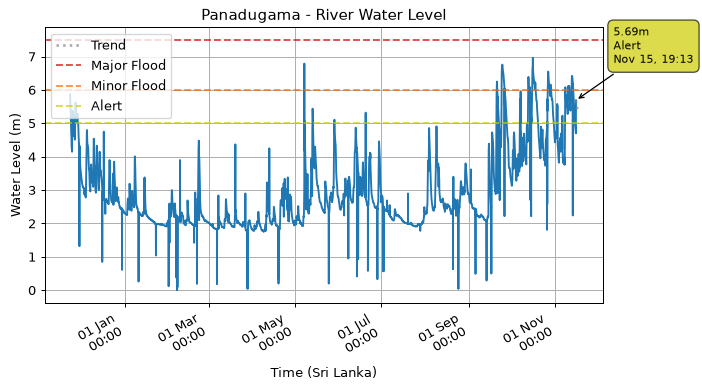 Panadugama - River Water Level
5.69m
Alert
Nov 15, 19:13
Trend
Major Flood
Minor Flood
Alert
Water Level (m)
7
6
5
4
3
2
1
0
01 Jan
00:00
01 Mar
00:00
01 May
00:00
01 Jul
00:00
01 Sep
00:00
01 Nov
00:00
Time (Sri Lanka)